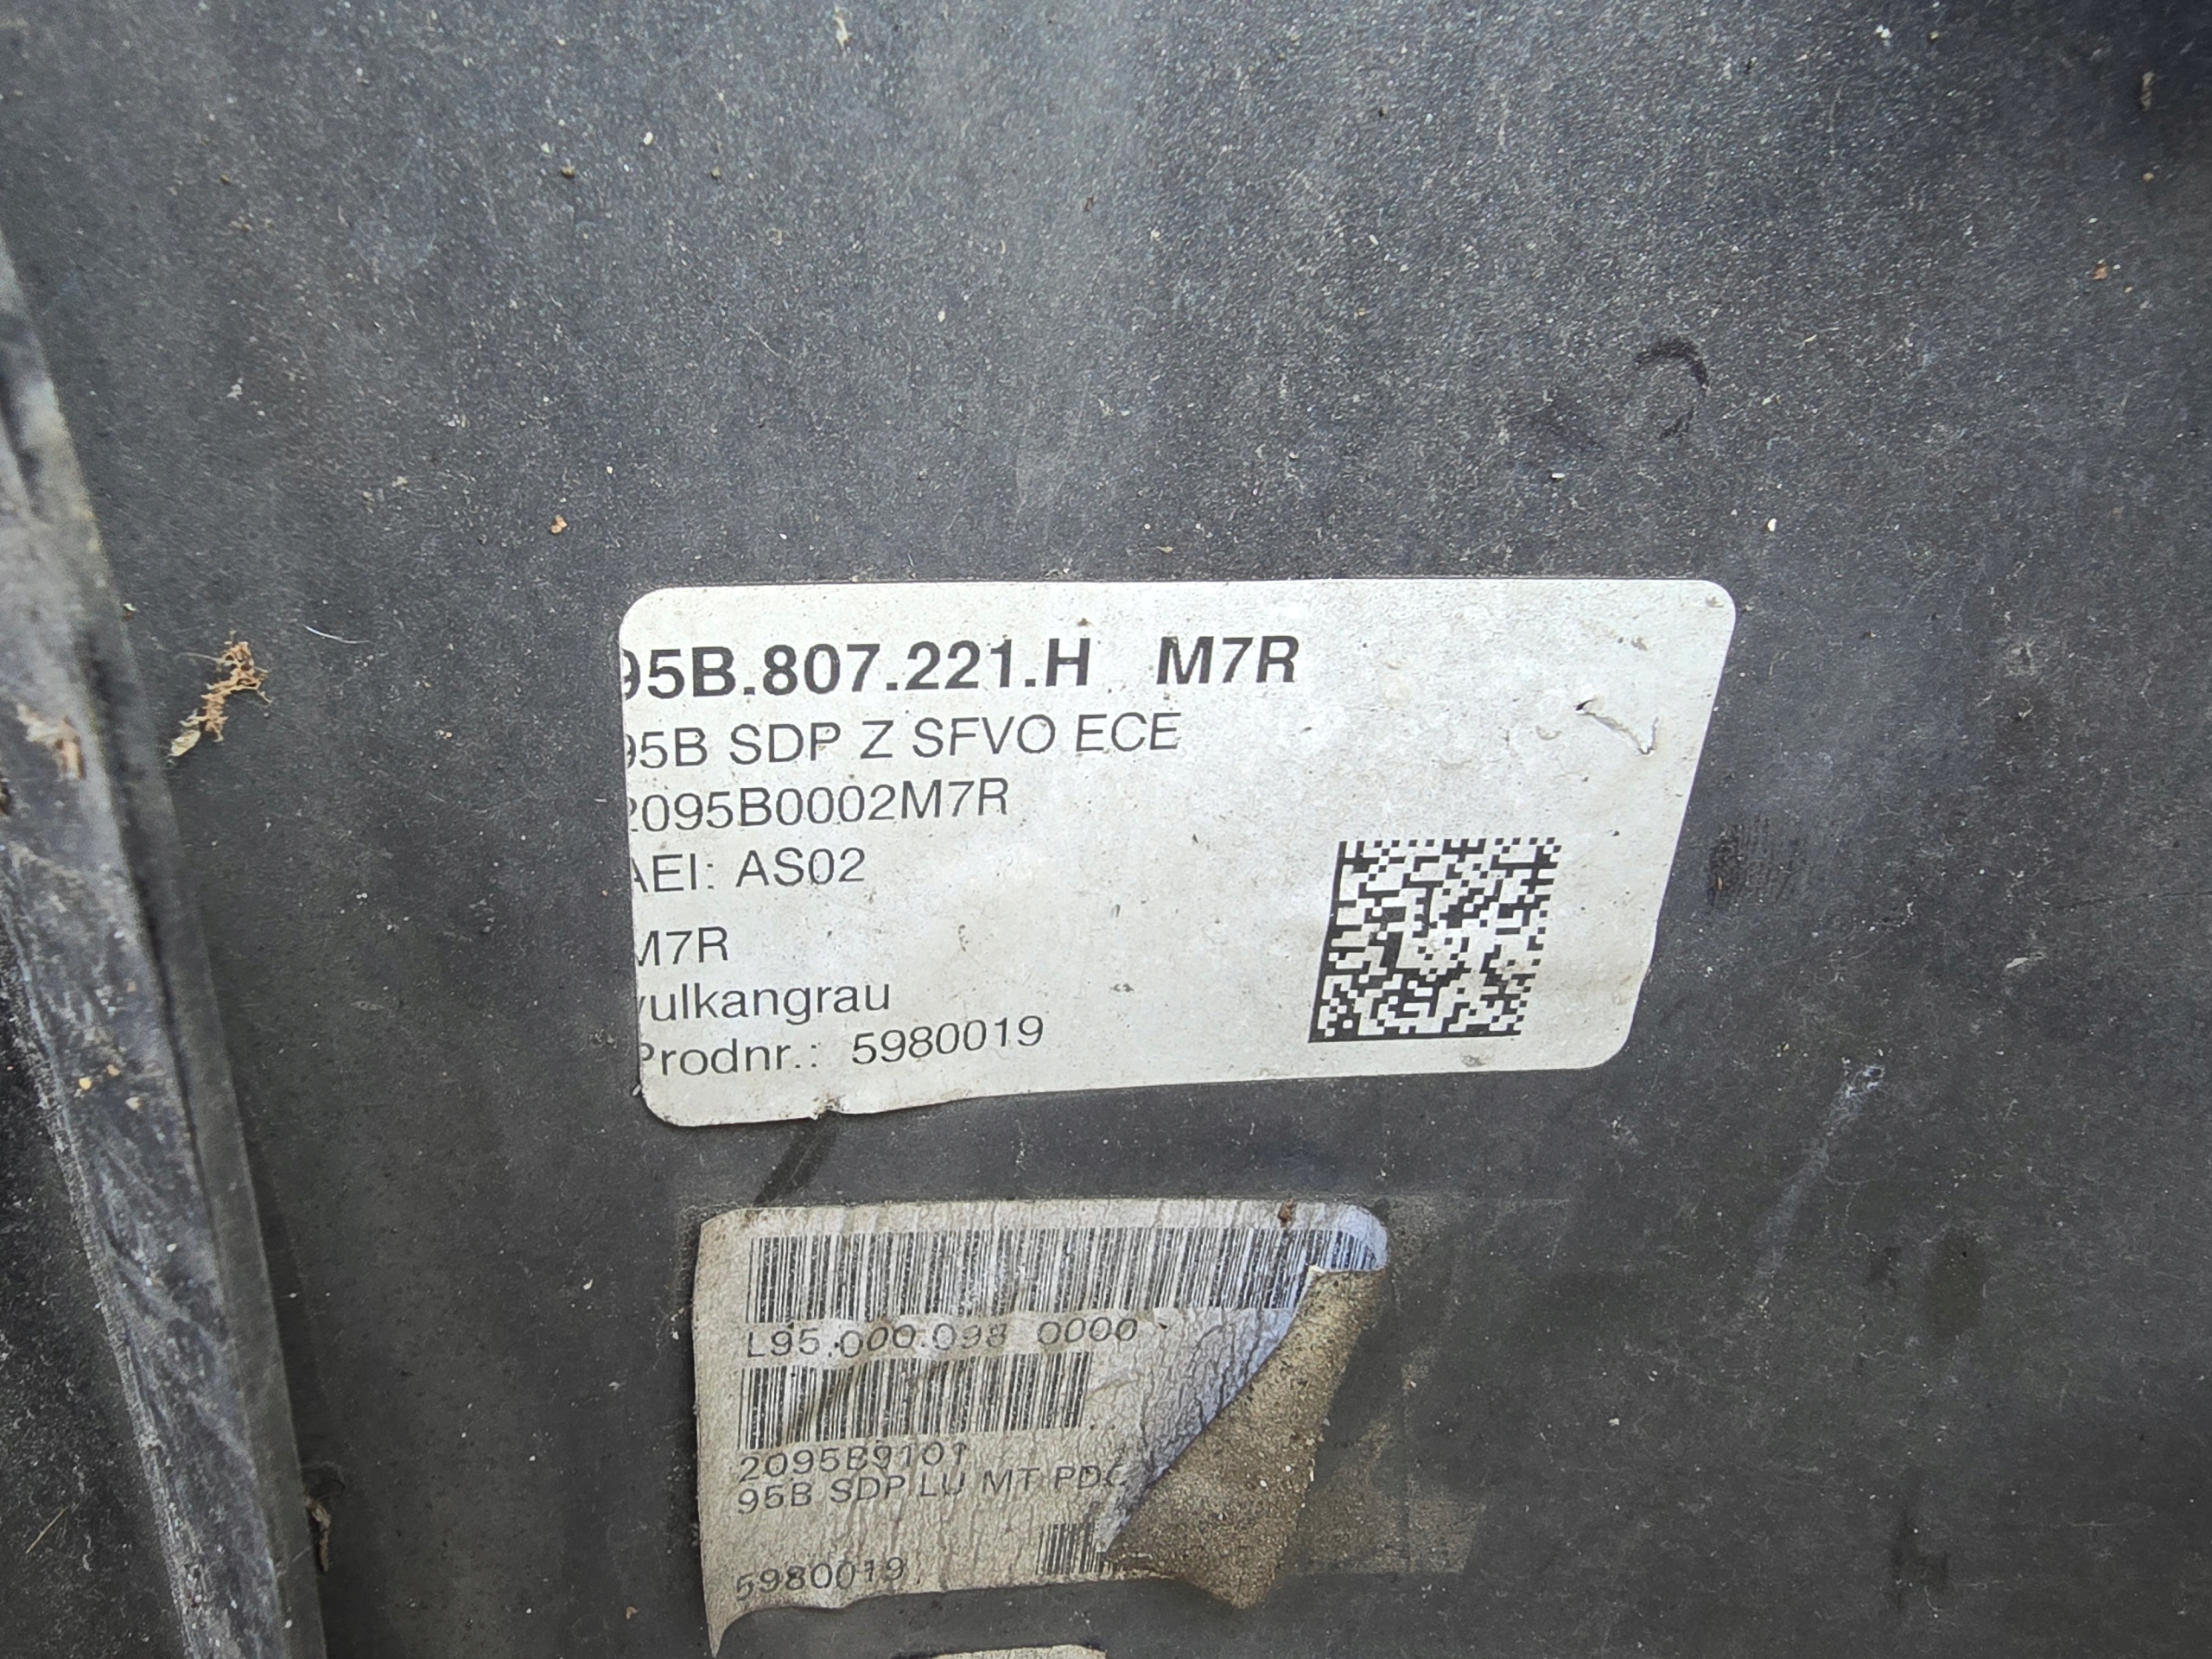 95B.807.221.H M7R
95B SDP Z SFVO ECE
2095B0002M7R
AEI: AS02
M7R
vulkangrau
Prodnr.: 5980019
L95.000.098 0000
2095B9101
95B SDP LU MT PDC
5980019